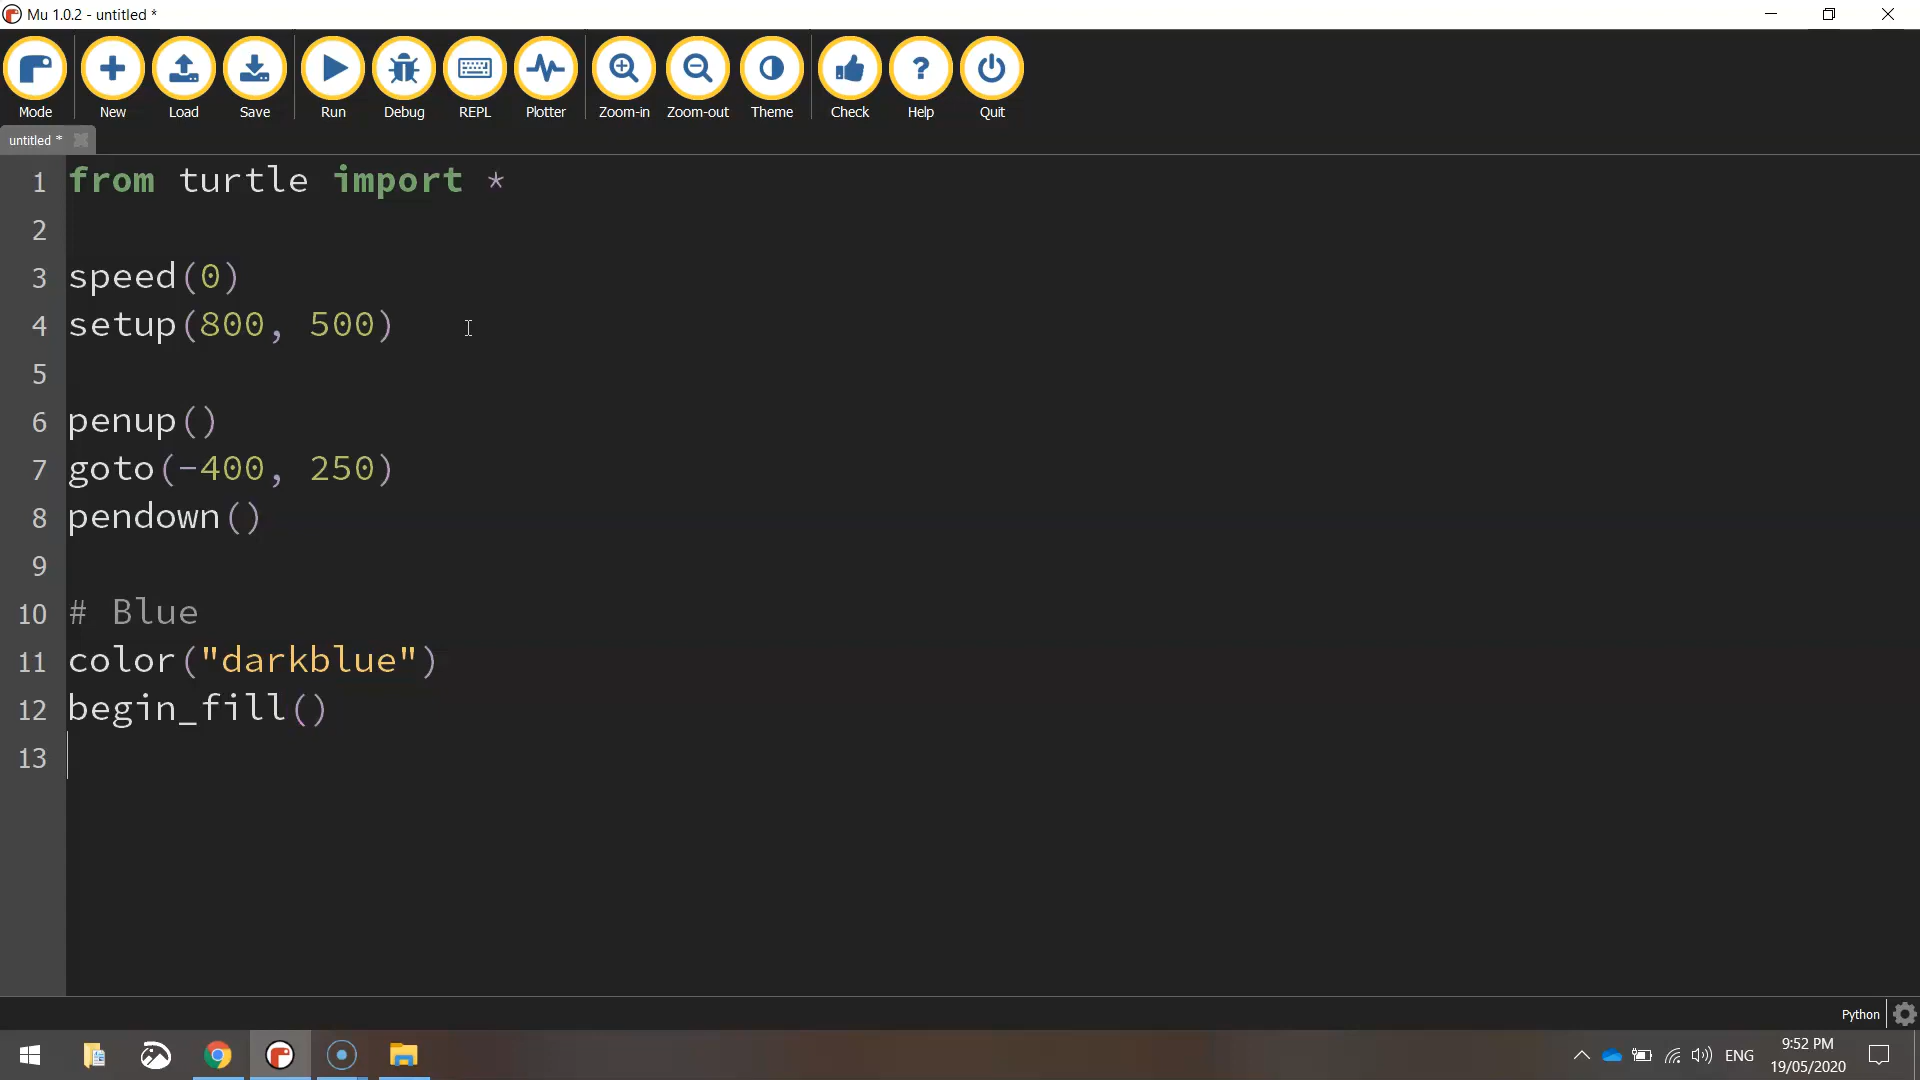 Mu 1.0.2 - untitled *
Mode New Load Save Run Debug REPL Plotter Zoom-in Zoom-out Theme Check Help Quit
untitled *
1 from turtle import *
2
3 speed(0)
4 setup(800, 500)
5
6 penup()
7 goto(-400, 250)
8 pendown()
9
10 # Blue
11 color("darkblue")
12 begin_fill()
13
Python
ENG
9:52 PM
19/05/2020